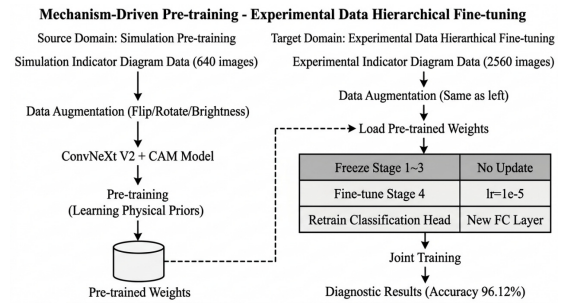 Mechanism-Driven Pre-training - Experimental Data Hierarchical Fine-tuning
Source Domain: Simulation Pre-training
Simulation Indicator Diagram Data (640 images)
Data Augmentation (Flip/Rotate/Brightness)
ConvNeXt V2 + CAM Model
Pre-training
(Learning Physical Priors)
Pre-trained Weights
Target Domain: Experimental Data Hierarthical Fine-tuning
Experimental Indicator Diagram Data (2560 images)
Data Augmentation (Same as left)
Load Pre-trained Weights
Freeze Stage 1~3 No Update
Fine-tune Stage 4 lr=1e-5
Retrain Classification Head New FC Layer
Joint Training
Diagnostic Results (Accuracy 96.12%)